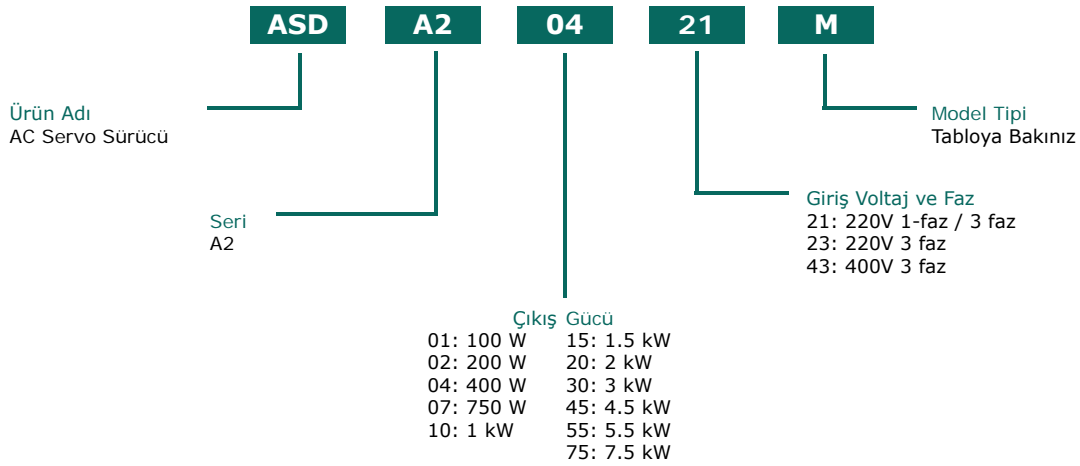 ASD A2 04 21 M
Ürün Adı
AC Servo Sürücü
Model Tipi
Tabloya Bakınız
Seri
A2
Giriş Voltaj ve Faz
21: 220V 1-faz / 3 faz
23: 220V 3 faz
43: 400V 3 faz
Çıkış Gücü
01: 100 W 15: 1.5 kW
02: 200 W 20: 2 kW
04: 400 W 30: 3 kW
07: 750 W 45: 4.5 kW
10: 1 kW 55: 5.5 kW
75: 7.5 kW